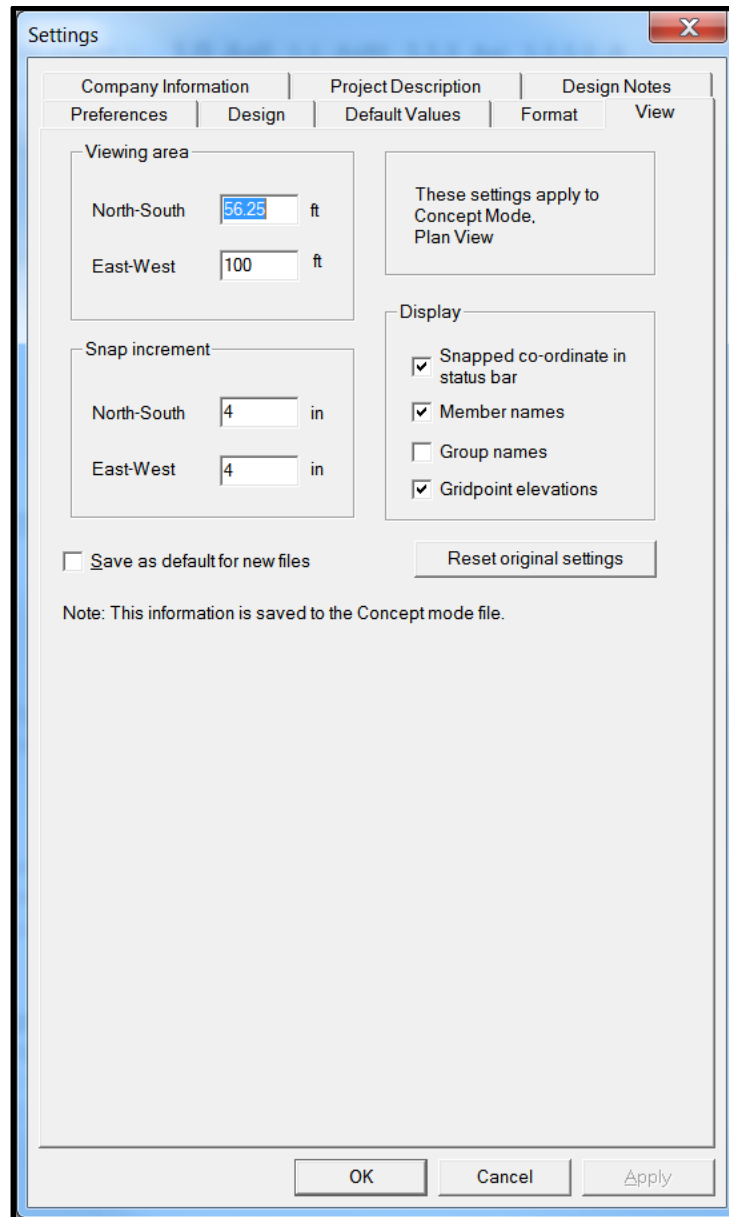 Settings
Company Information
Project Description
Design Notes
Preferences
Design
Default Values
Format
View
Viewing area
North-South
56.25
ft
East-West
100
ft
These settings apply to
Concept Mode,
Plan View
Snap increment
North-South
4
in
East-West
4
in
Display
Snapped co-ordinate in
status bar
Member names
Group names
Gridpoint elevations
Save as default for new files
Reset original settings
Note: This information is saved to the Concept mode file.
OK
Cancel
Apply